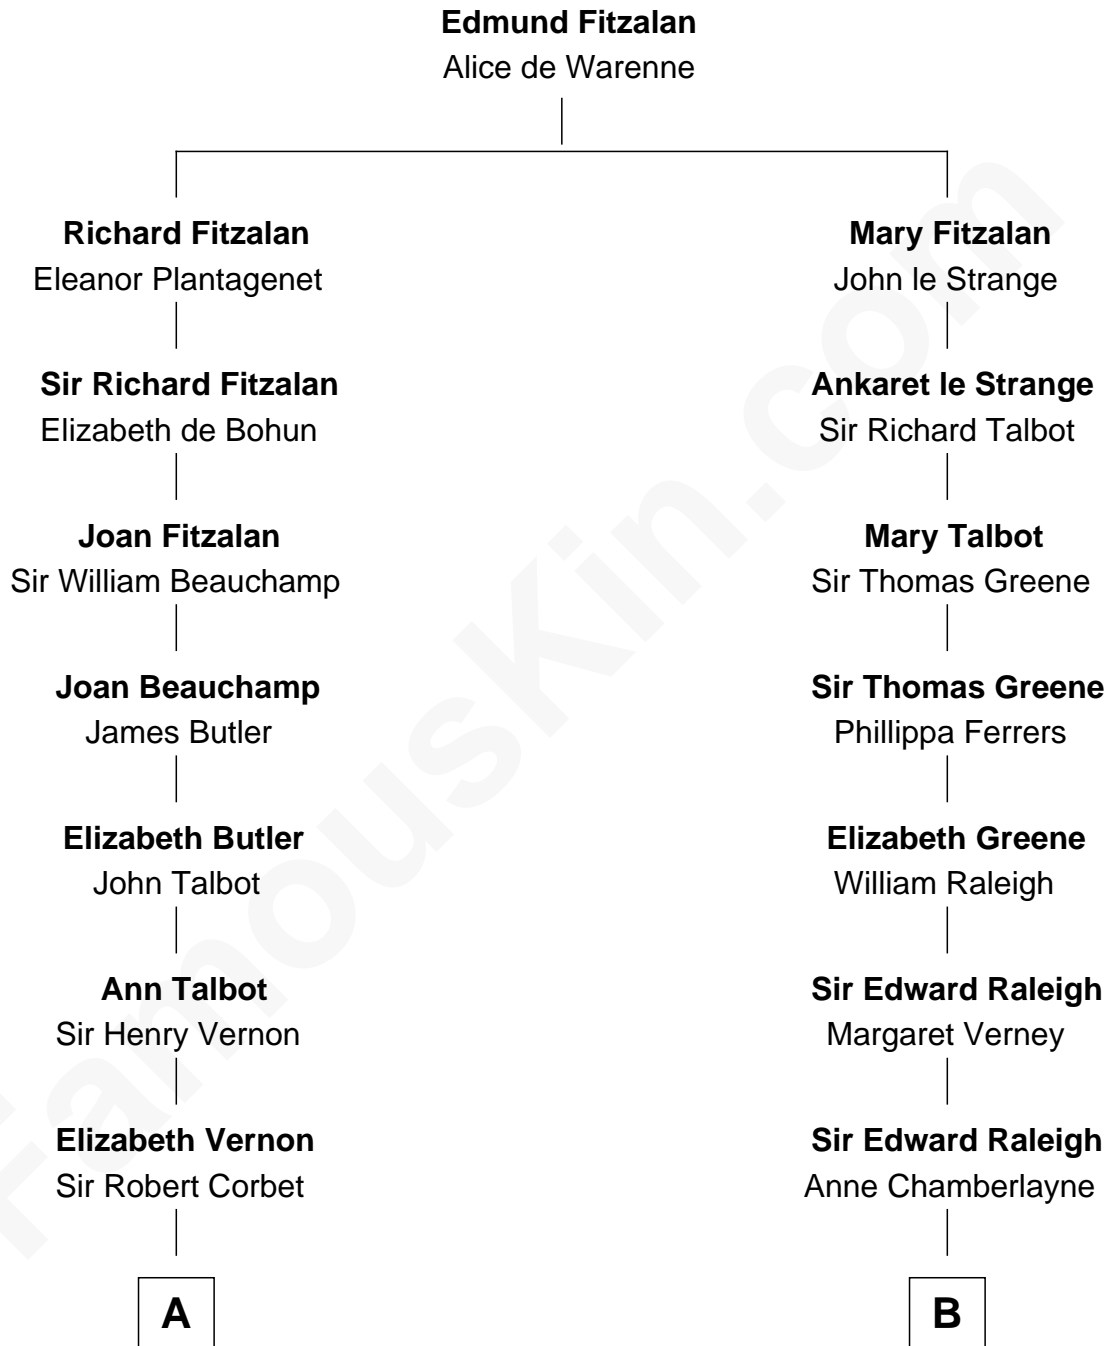 Edmund Fitzalan
Alice de Warenne
Richard Fitzalan
Eleanor Plantagenet
Mary Fitzalan
John le Strange
Sir Richard Fitzalan
Elizabeth de Bohun
Ankaret le Strange
Sir Richard Talbot
Joan Fitzalan
Sir William Beauchamp
Mary Talbot
Sir Thomas Greene
Joan Beauchamp
James Butler
Sir Thomas Greene
Phillippa Ferrers
Elizabeth Butler
John Talbot
Elizabeth Greene
William Raleigh
Ann Talbot
Sir Henry Vernon
Sir Edward Raleigh
Margaret Verney
Elizabeth Vernon
Sir Robert Corbet
Sir Edward Raleigh
Anne Chamberlayne
A
B
FamousKin.com